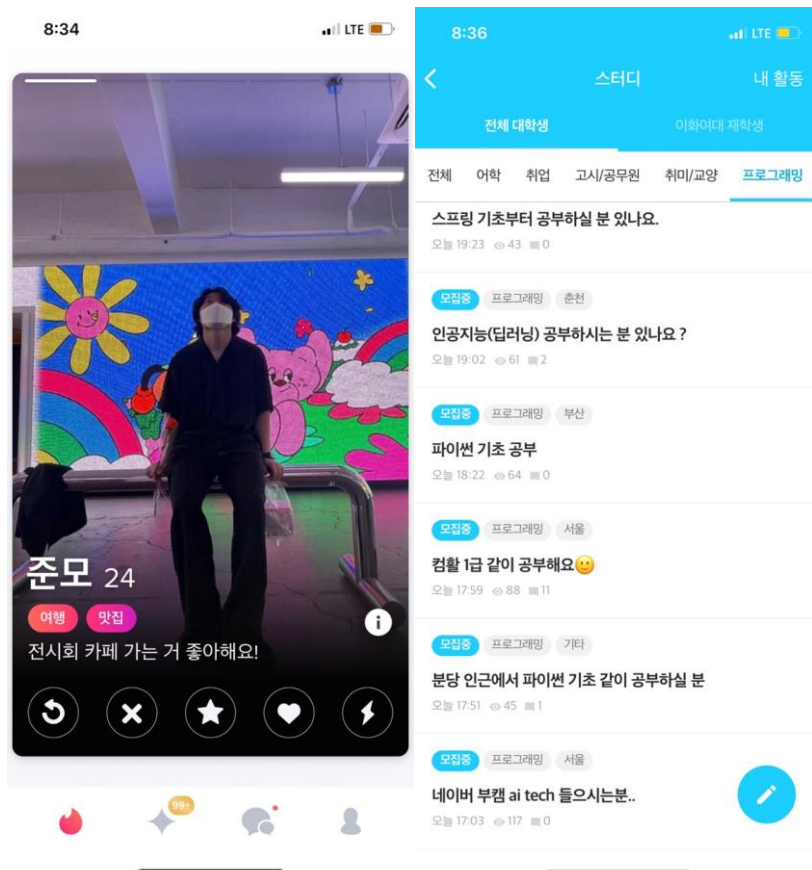 8:34
LTE
준모 24
여행 맛집
전시회 카페 가는 거 좋아해요!
99+
8:36
LTE
스터디
내 활동
전체 대학생
이화여대 재학생
전체 어학 취업 고시/공무원 취미/교양 프로그래밍
스프링 기초부터 공부하실 분 있나요.
오늘 19:23 43 0
모집중 프로그래밍 춘천
인공지능(딥러닝) 공부하시는 분 있나요 ?
오늘 19:02 61 2
모집중 프로그래밍 부산
파이썬 기초 공부
오늘 18:22 64 0
모집중 프로그래밍 서울
컴활 1급 같이 공부해요🙂
오늘 17:59 88 11
모집중 프로그래밍 기타
분당 인근에서 파이썬 기초 같이 공부하실 분
오늘 17:51 45 1
모집중 프로그래밍 서울
네이버 부캠 ai tech 들으시는분..
오늘 17:03 117 0